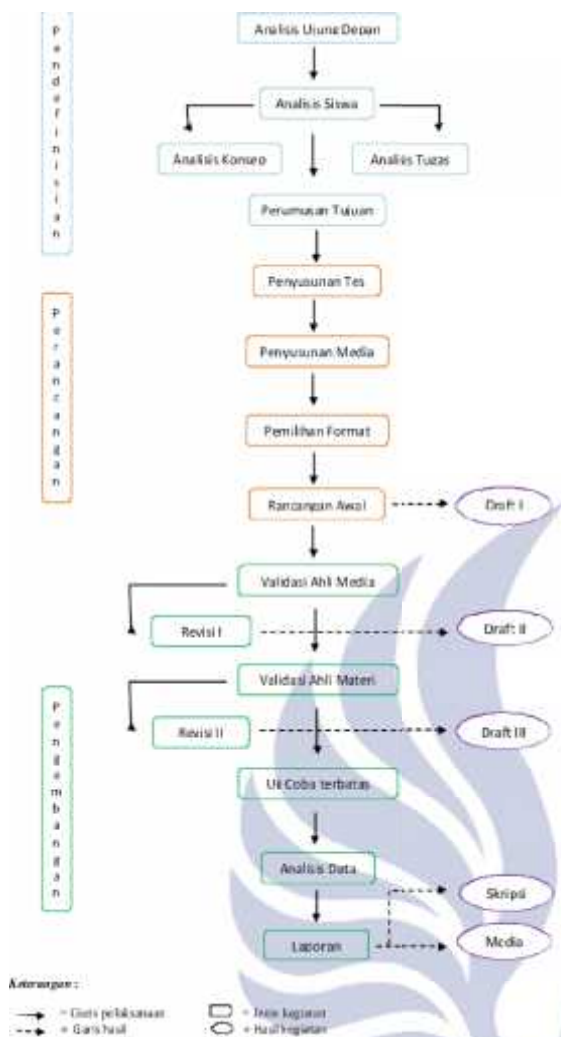 Pendefinisian
Analisis Ujung Depan
Analisis Siswa
Analisis Konsep
Analisis Tugas
Perumusan Tujuan
Perancangan
Penyusunan Tes
Penyusunan Media
Pemilihan Format
Rancangan Awal
Draft I
Pengembangan
Validasi Ahli Media
Revisi I
Draft II
Validasi Ahli Materi
Revisi II
Draft III
Uji Coba terbatas
Analisis Data
Skripsi
Laporan
Media
Keterangan :
= Garis pelaksanaan
= Jenis kegiatan
= Garis hasil
= Hasil kegiatan